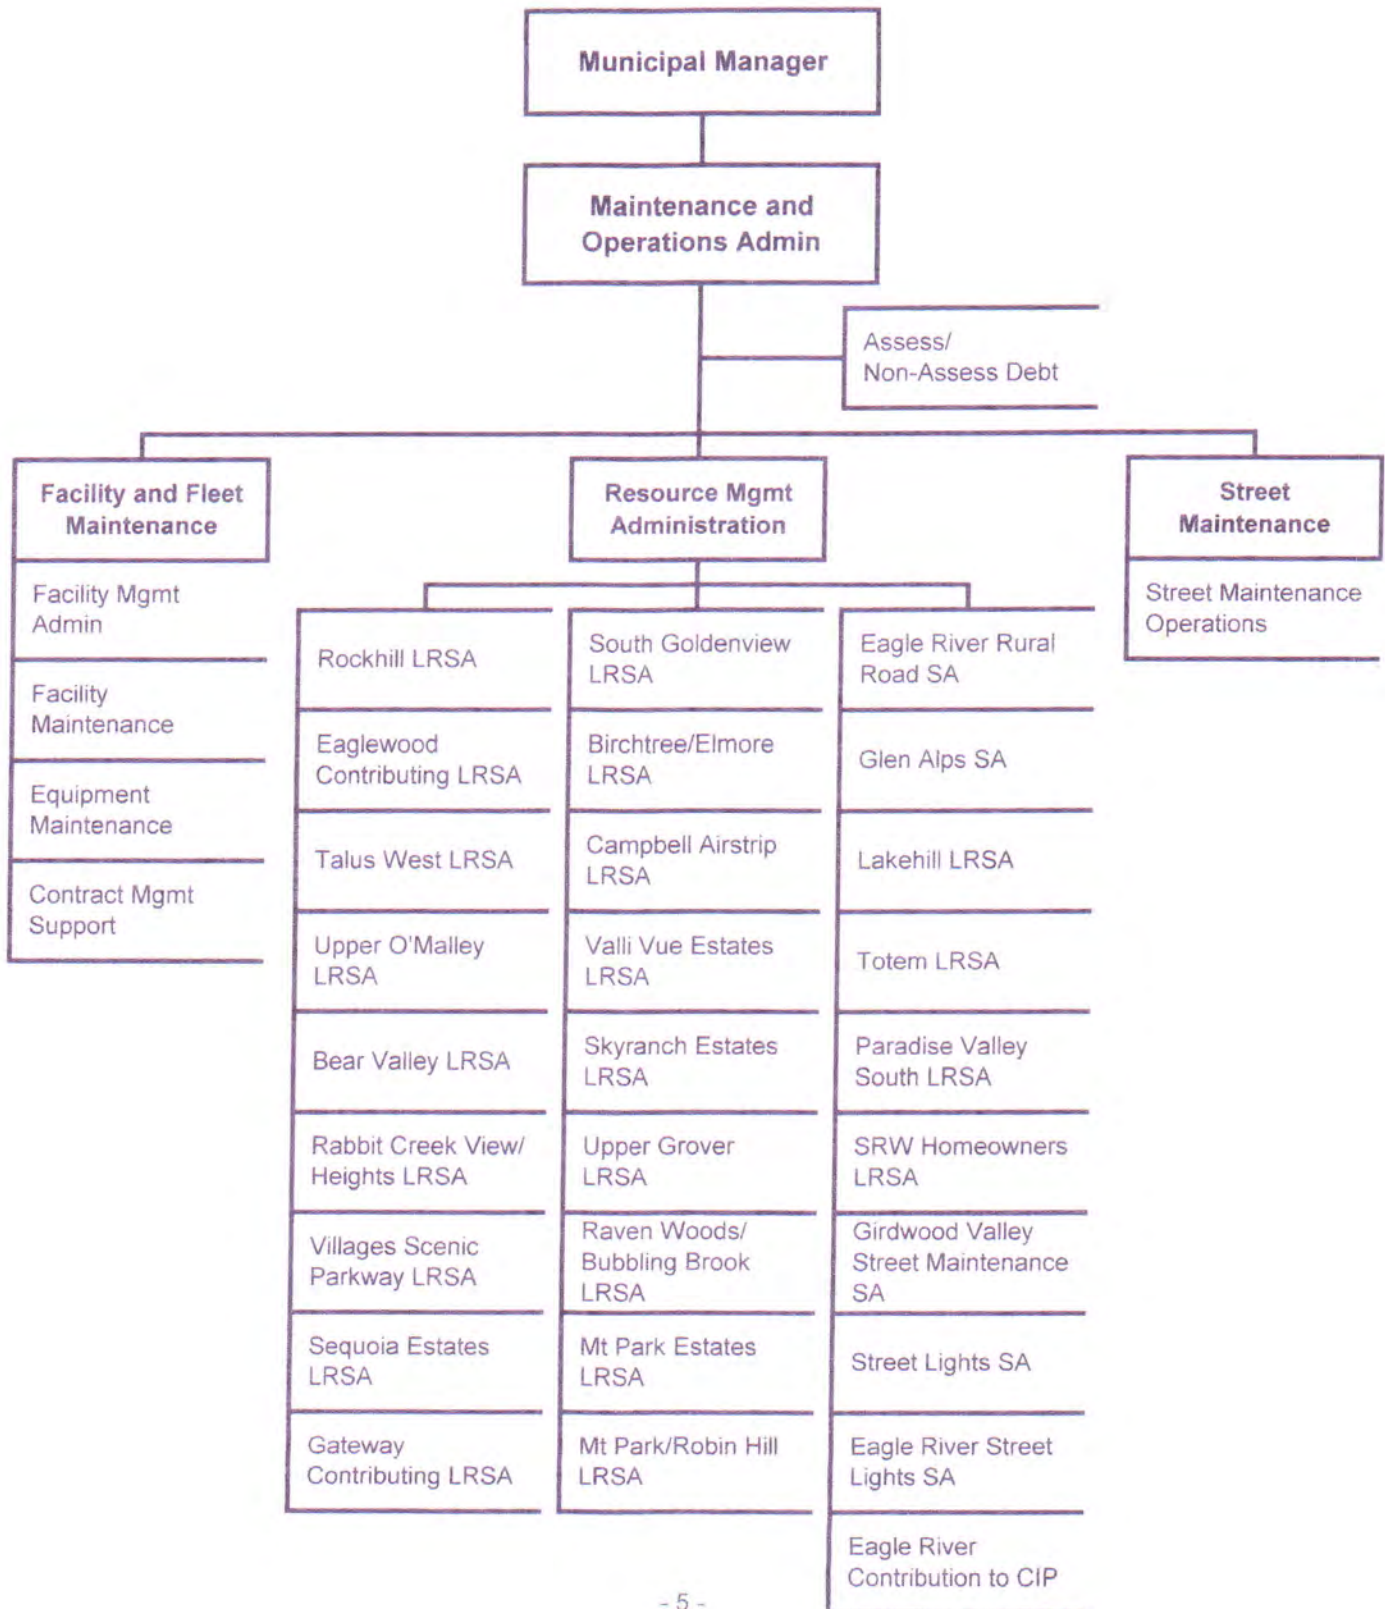 Municipal Manager
Maintenance and
Operations Admin
Assess/
Non-Assess Debt
Facility and Fleet
Maintenance
Facility Mgmt
Admin
Facility
Maintenance
Equipment
Maintenance
Contract Mgmt
Support
Resource Mgmt
Administration
Rockhill LRSA
Eaglewood
Contributing LRSA
Talus West LRSA
Upper O'Malley
LRSA
Bear Valley LRSA
Rabbit Creek View/
Heights LRSA
Villages Scenic
Parkway LRSA
Sequoia Estates
LRSA
Gateway
Contributing LRSA
South Goldenview
LRSA
Birchtree/Elmore
LRSA
Campbell Airstrip
LRSA
Valli Vue Estates
LRSA
Skyranch Estates
LRSA
Upper Grover
LRSA
Raven Woods/
Bubbling Brook
LRSA
Mt Park Estates
LRSA
Mt Park/Robin Hill
LRSA
Eagle River Rural
Road SA
Glen Alps SA
Lakehill LRSA
Totem LRSA
Paradise Valley
South LRSA
SRW Homeowners
LRSA
Girdwood Valley
Street Maintenance
SA
Street Lights SA
Eagle River Street
Lights SA
Eagle River
Contribution to CIP
Street
Maintenance
Street Maintenance
Operations
- 5 -